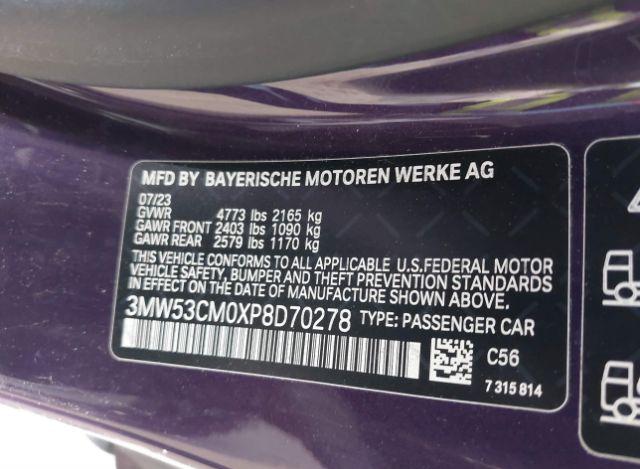 MFD BY BAYERISCHE MOTOREN WERKE AG
07/23
GVWR 4773 lbs 2165 kg
GAWR FRONT 2403 lbs 1090 kg
GAWR REAR 2579 lbs 1170 kg
THIS VEHICLE CONFORMS TO ALL APPLICABLE U.S.FEDERAL MOTOR
VEHICLE SAFETY, BUMPER AND THEFT PREVENTION STANDARDS
IN EFFECT ON THE DATE OF MANUFACTURE SHOWN ABOVE.
3MW53CM0XP8D70278 TYPE: PASSENGER CAR
C56
7 315 814